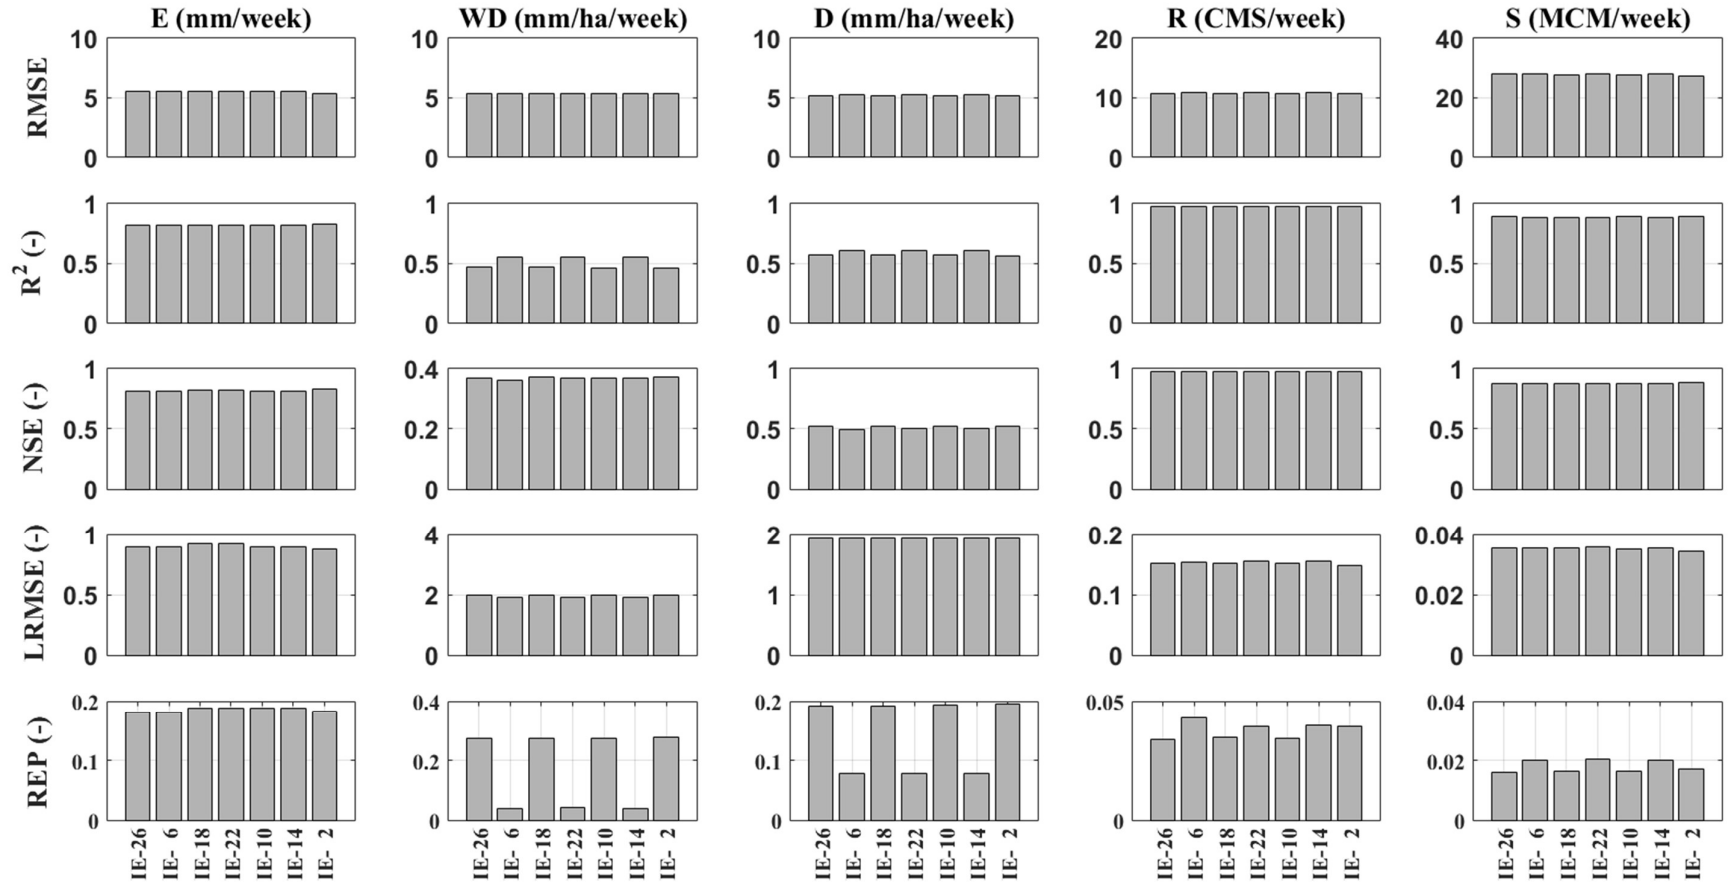 E (mm/week) WD (mm/ha/week) D (mm/ha/week) R (CMS/week) S (MCM/week)
RMSE
10 10 10 20 40
5 5 5 10 20
0 0 0 0 0
R² (-)
1 1 1 1 1
0.5 0.5 0.5 0.5 0.5
0 0 0 0 0
NSE (-)
1 0.4 1 1 1
0.5 0.2 0.5 0.5 0.5
0 0 0 0 0
LRMSE (-)
1 4 2 0.2 0.04
0.5 2 1 0.1 0.02
0 0 0 0 0
REP (-)
0.2 0.4 0.2 0.05 0.04
0.1 0.2 0.1 0.02
0 0 0 0 0
IE-26 IE- 6 IE-18 IE-22 IE-10 IE-14 IE- 2 IE-26 IE- 6 IE-18 IE-22 IE-10 IE-14 IE- 2 IE-26 IE- 6 IE-18 IE-22 IE-10 IE-14 IE- 2 IE-26 IE- 6 IE-18 IE-22 IE-10 IE-14 IE- 2 IE-26 IE- 6 IE-18 IE-22 IE-10 IE-14 IE- 2